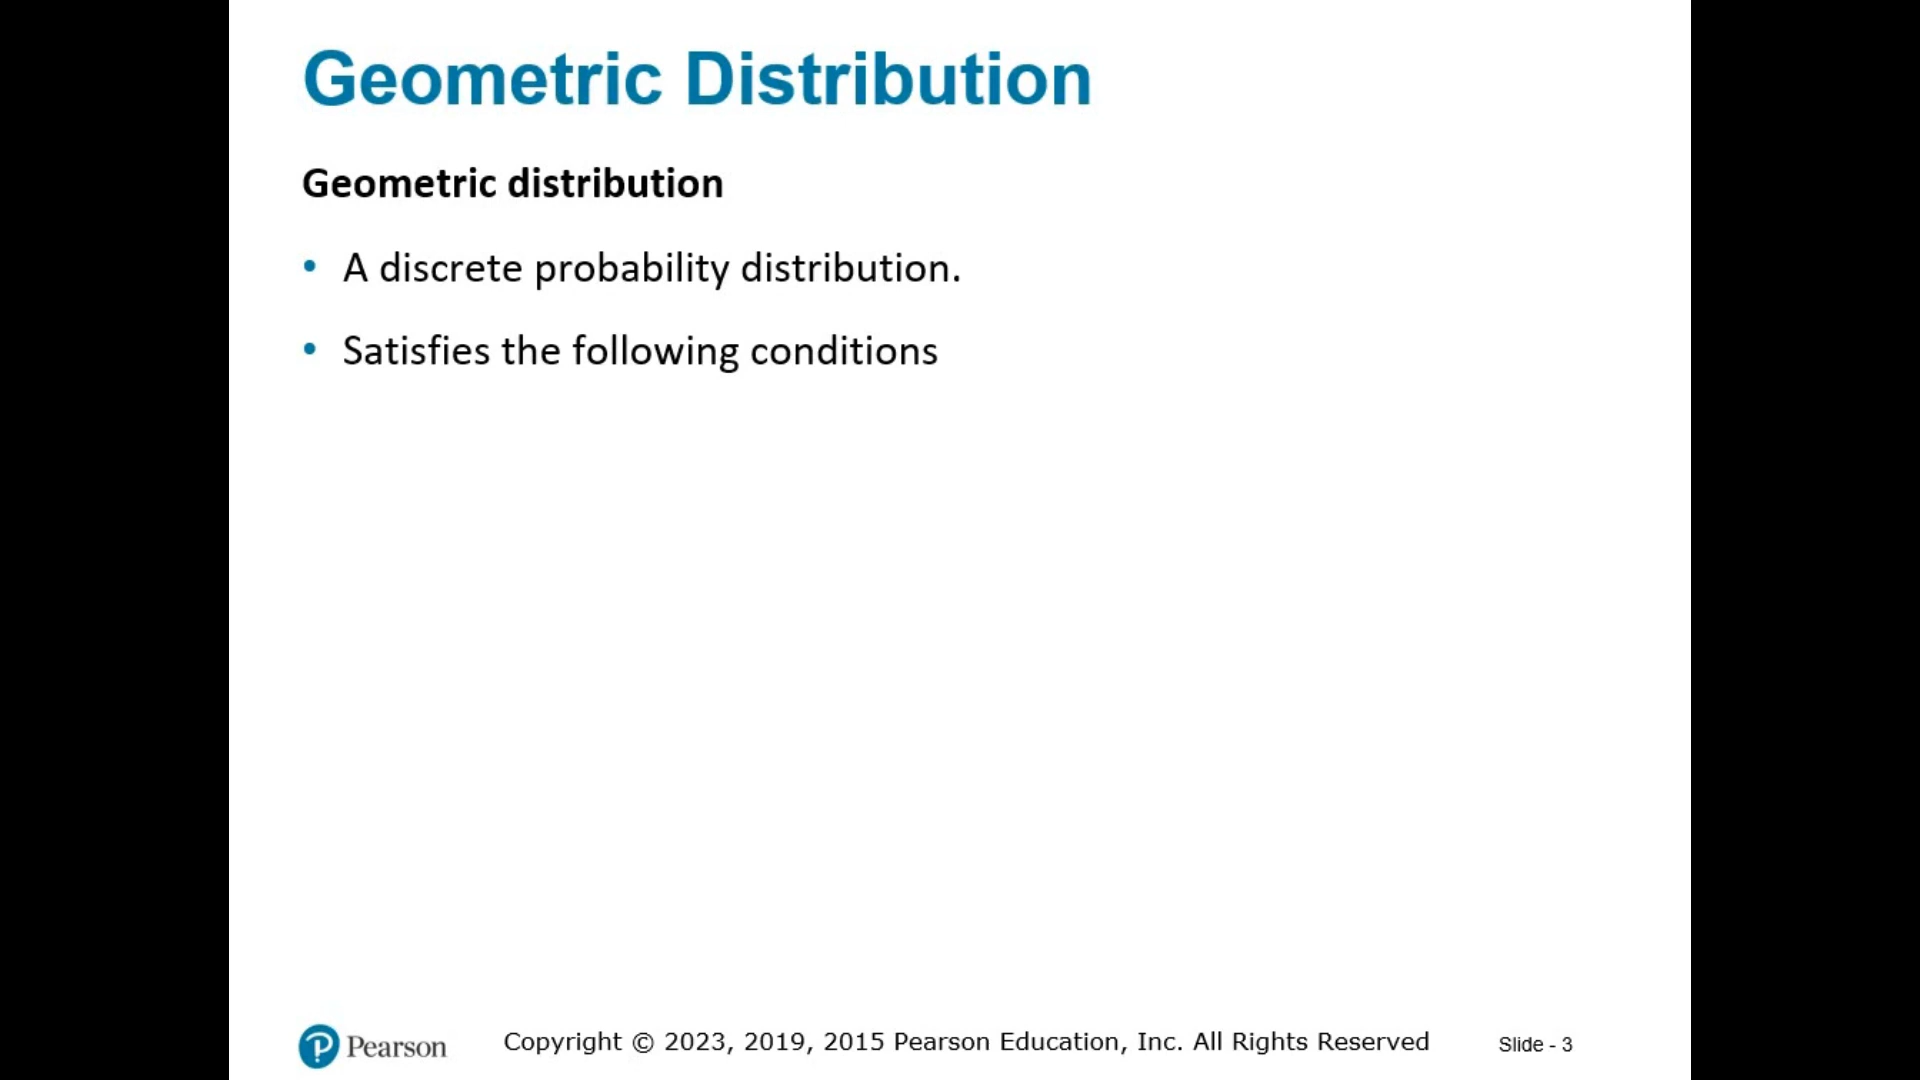 Geometric Distribution
Geometric distribution
• A discrete probability distribution.
• Satisfies the following conditions
Pearson
Copyright © 2023, 2019, 2015 Pearson Education, Inc. All Rights Reserved
Slide - 3